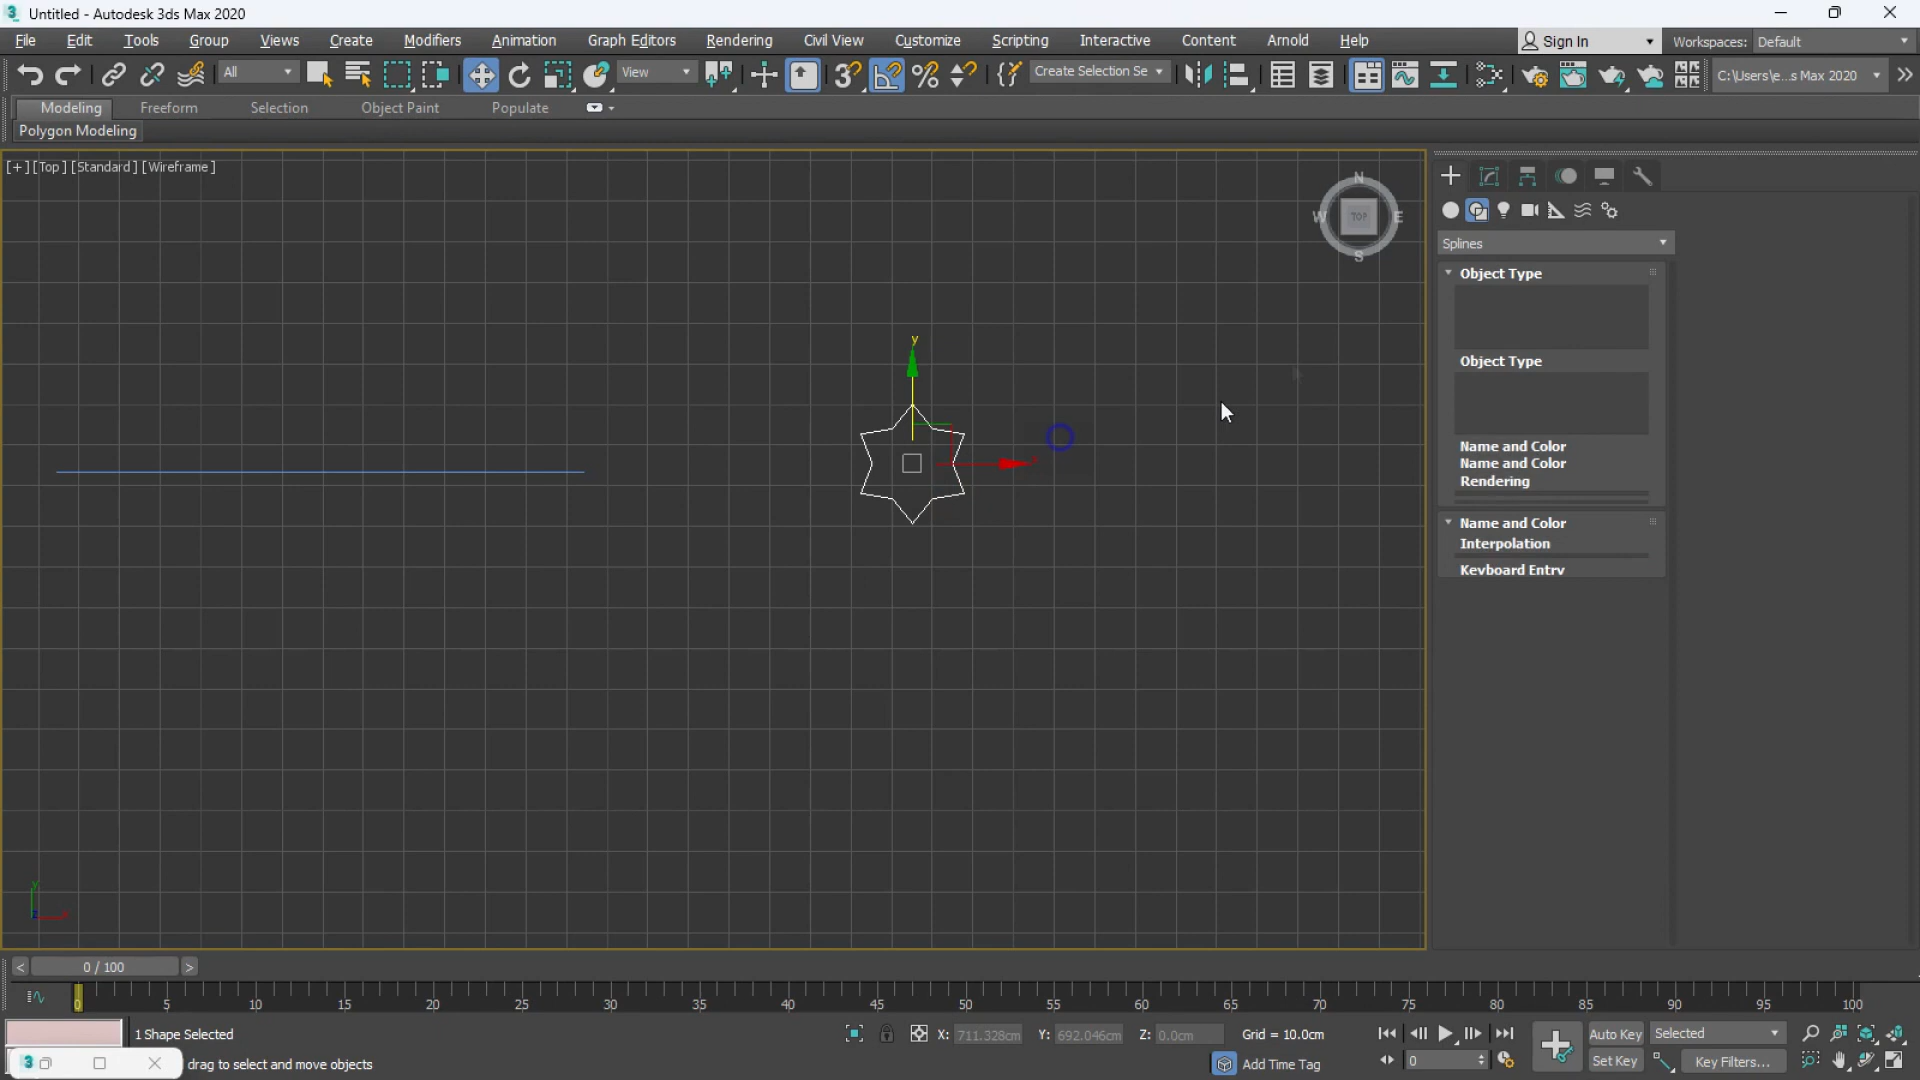 Untitled - Autodesk 3ds Max 2020
File Edit Tools Group Views Create Modifiers Animation Graph Editors Rendering Civil View Customize Scripting Interactive Content Arnold Help Sign In Workspaces: Default
All View Create Selection Se C:\Users\e...s Max 2020
Modeling Freeform Selection Object Paint Populate
Polygon Modeling
[+] [Top] [Standard] [Wireframe]
N
W TOP E
S
Splines
Object Type
Object Type
Name and Color
Name and Color
Rendering
Name and Color
Interpolation
Keyboard Entry
y
y
z
< 0 / 100 >
0 5 10 15 20 25 30 35 40 45 50 55 60 65 70 75 80 85 90 95 100
1 Shape Selected X: 711.328cm Y: 692.046cm Z: 0.0cm Grid = 10.0cm Auto Key Selected
3 drag to select and move objects Add Time Tag 0 Set Key Key Filters...